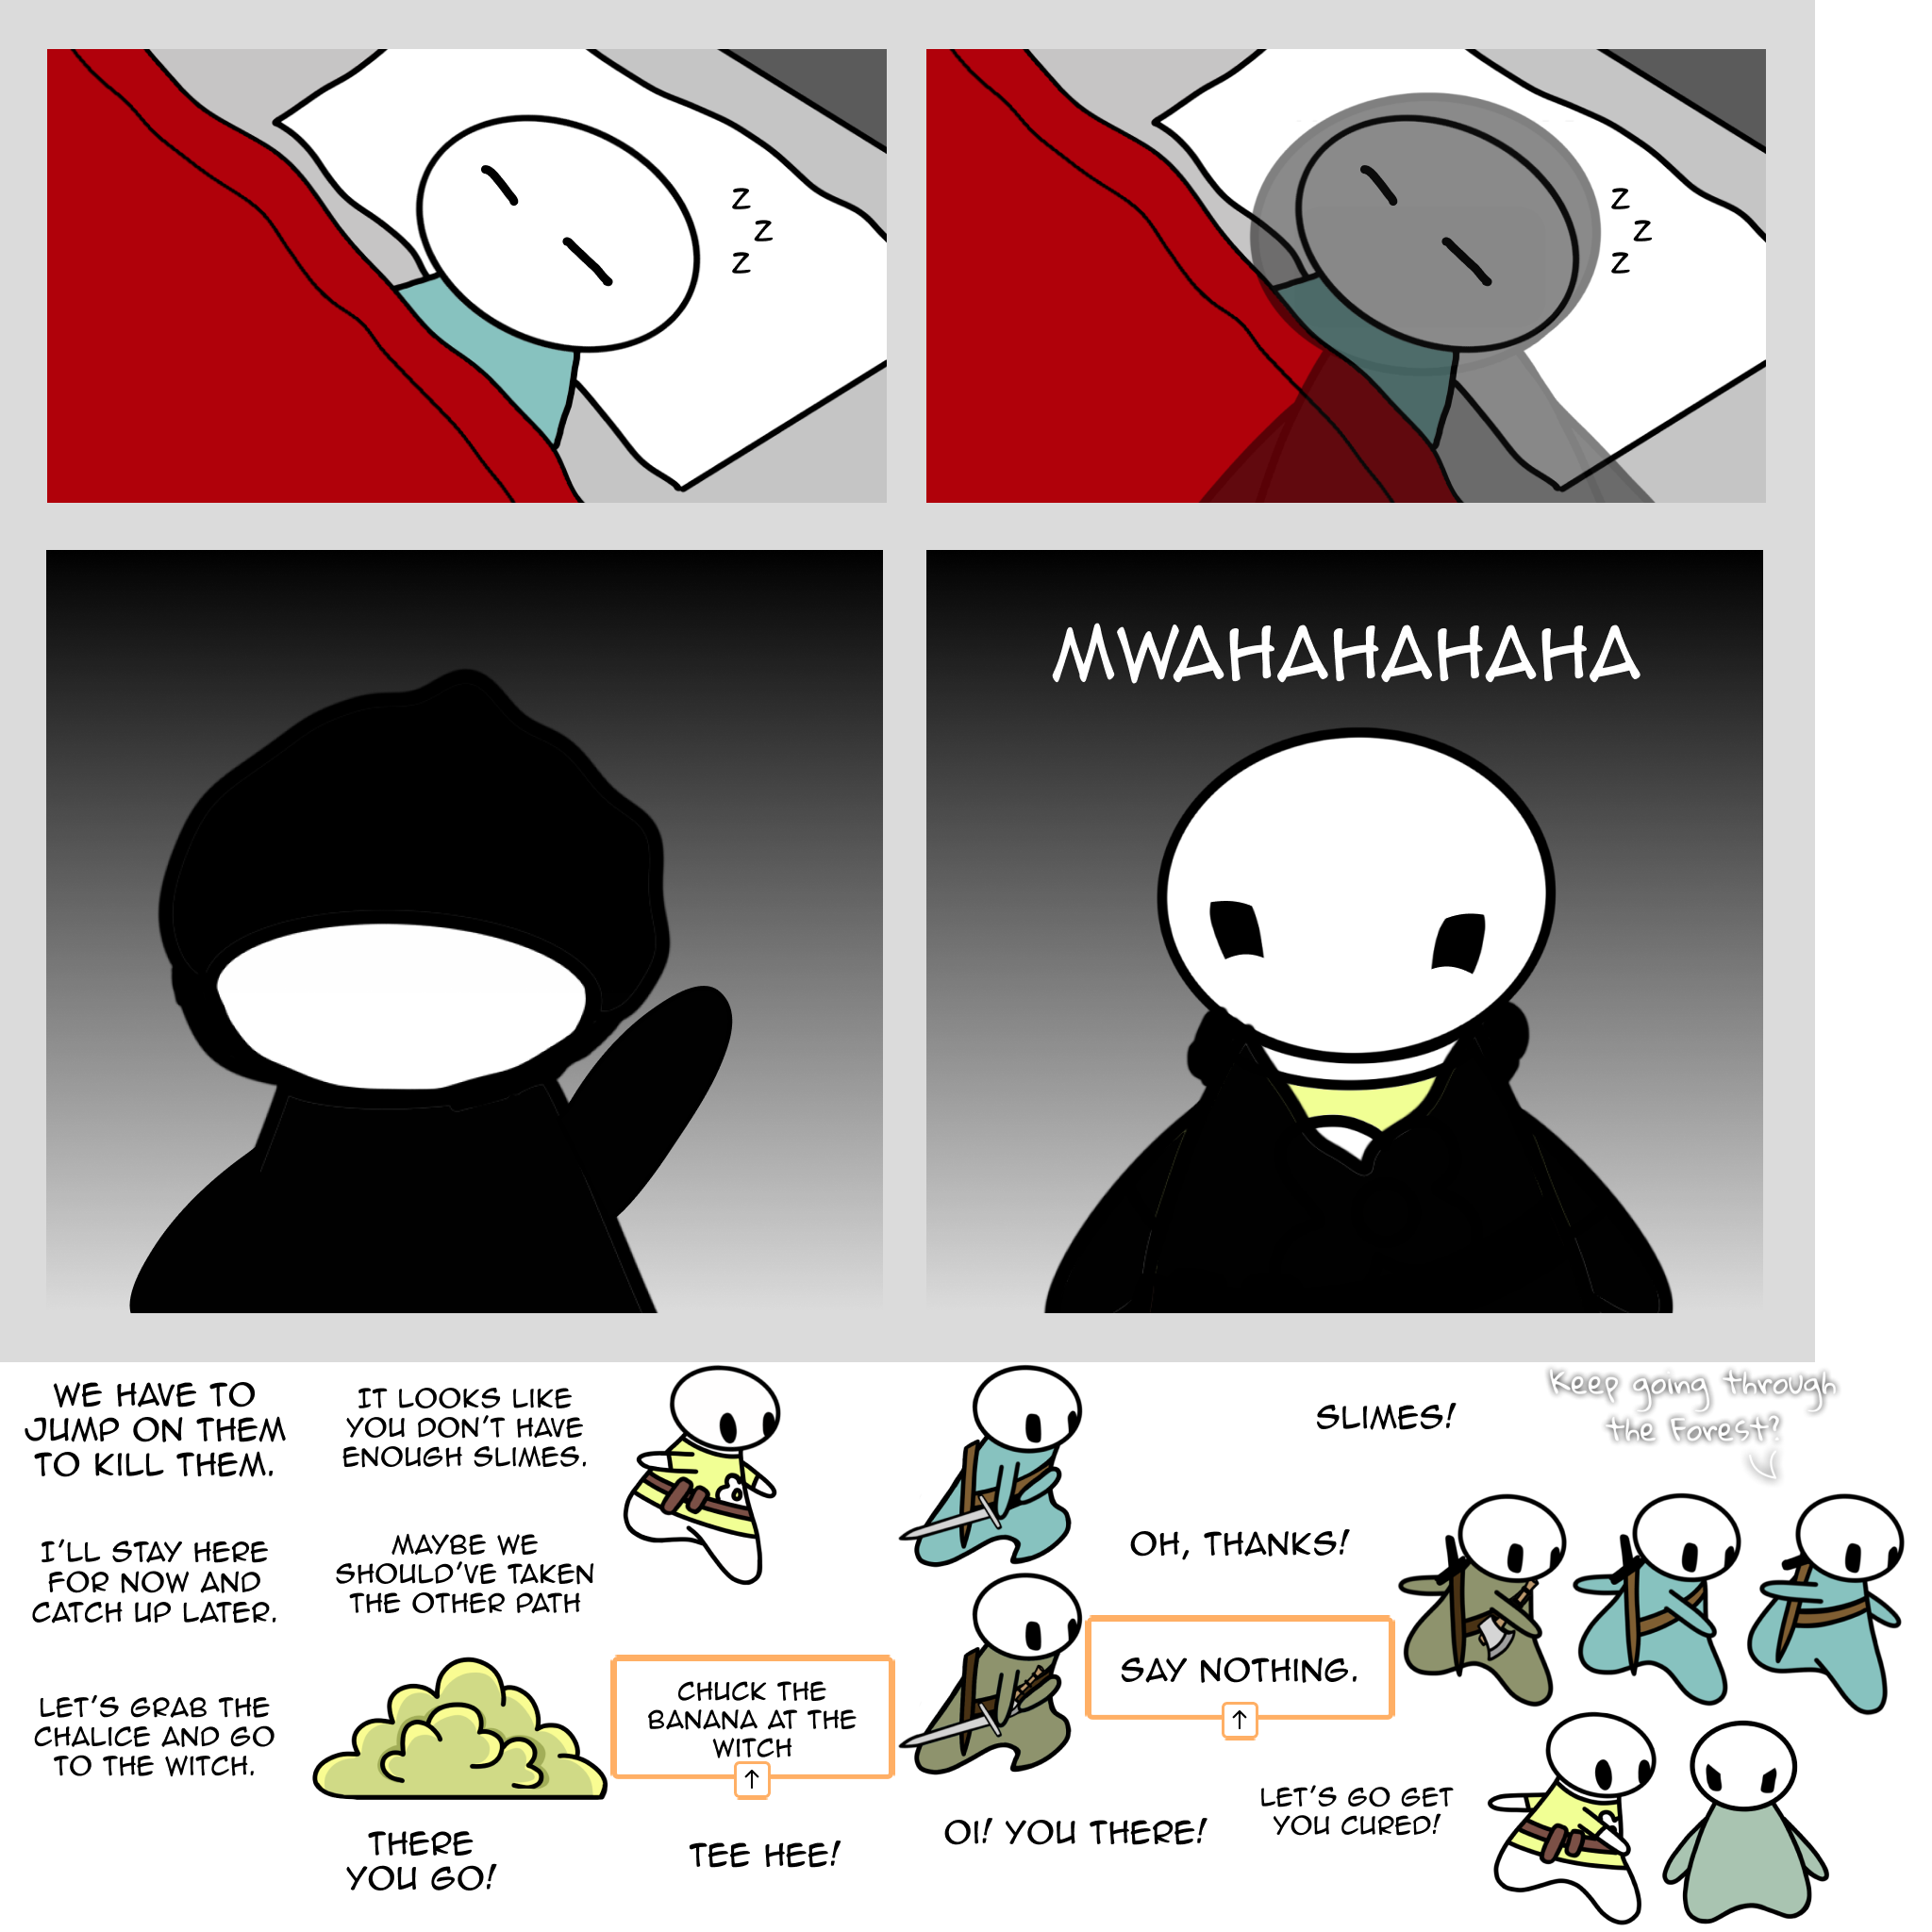 z
z
z
z
z
z
MWAHAHAHAHA
WE HAVE TO
JUMP ON THEM
TO KILL THEM.
IT LOOKS LIKE
YOU DON'T HAVE
ENOUGH SLIMES.
SLIMES!
Keep going through
the Forest?
I'LL STAY HERE
FOR NOW AND
CATCH UP LATER.
MAYBE WE
SHOULD'VE TAKEN
THE OTHER PATH
OH, THANKS!
LET'S GRAB THE
CHALICE AND GO
TO THE WITCH.
CHUCK THE
BANANA AT THE
WITCH
↑
SAY NOTHING.
↑
THERE
YOU GO!
TEE HEE!
OI! YOU THERE!
LET'S GO GET
YOU CURED!